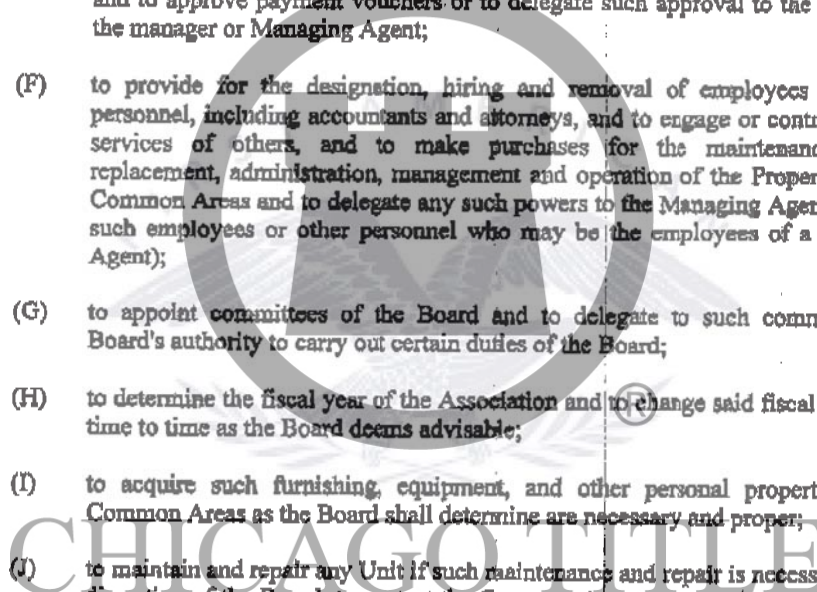 and to approve payment vouchers or to delegate such approval to the
the manager or Managing Agent;
(F) to provide for the designation, hiring and removal of employees
personnel, including accountants and attorneys, and to engage or contr
services of others, and to make purchases for the maintenanc
replacement, administration, management and operation of the Proper
Common Areas and to delegate any such powers to the Managing Agen
such employees or other personnel who may be the employees of a
Agent);
(G) to appoint committees of the Board and to delegate to such comm
Board's authority to carry out certain duties of the Board;
(H) to determine the fiscal year of the Association and to change said fiscal
time to time as the Board deems advisable;
(I) to acquire such furnishing, equipment, and other personal propert
Common Areas as the Board shall determine are necessary and proper;
CHICAGO TITLE
(J) to maintain and repair any Unit if such maintenance and repair is necess